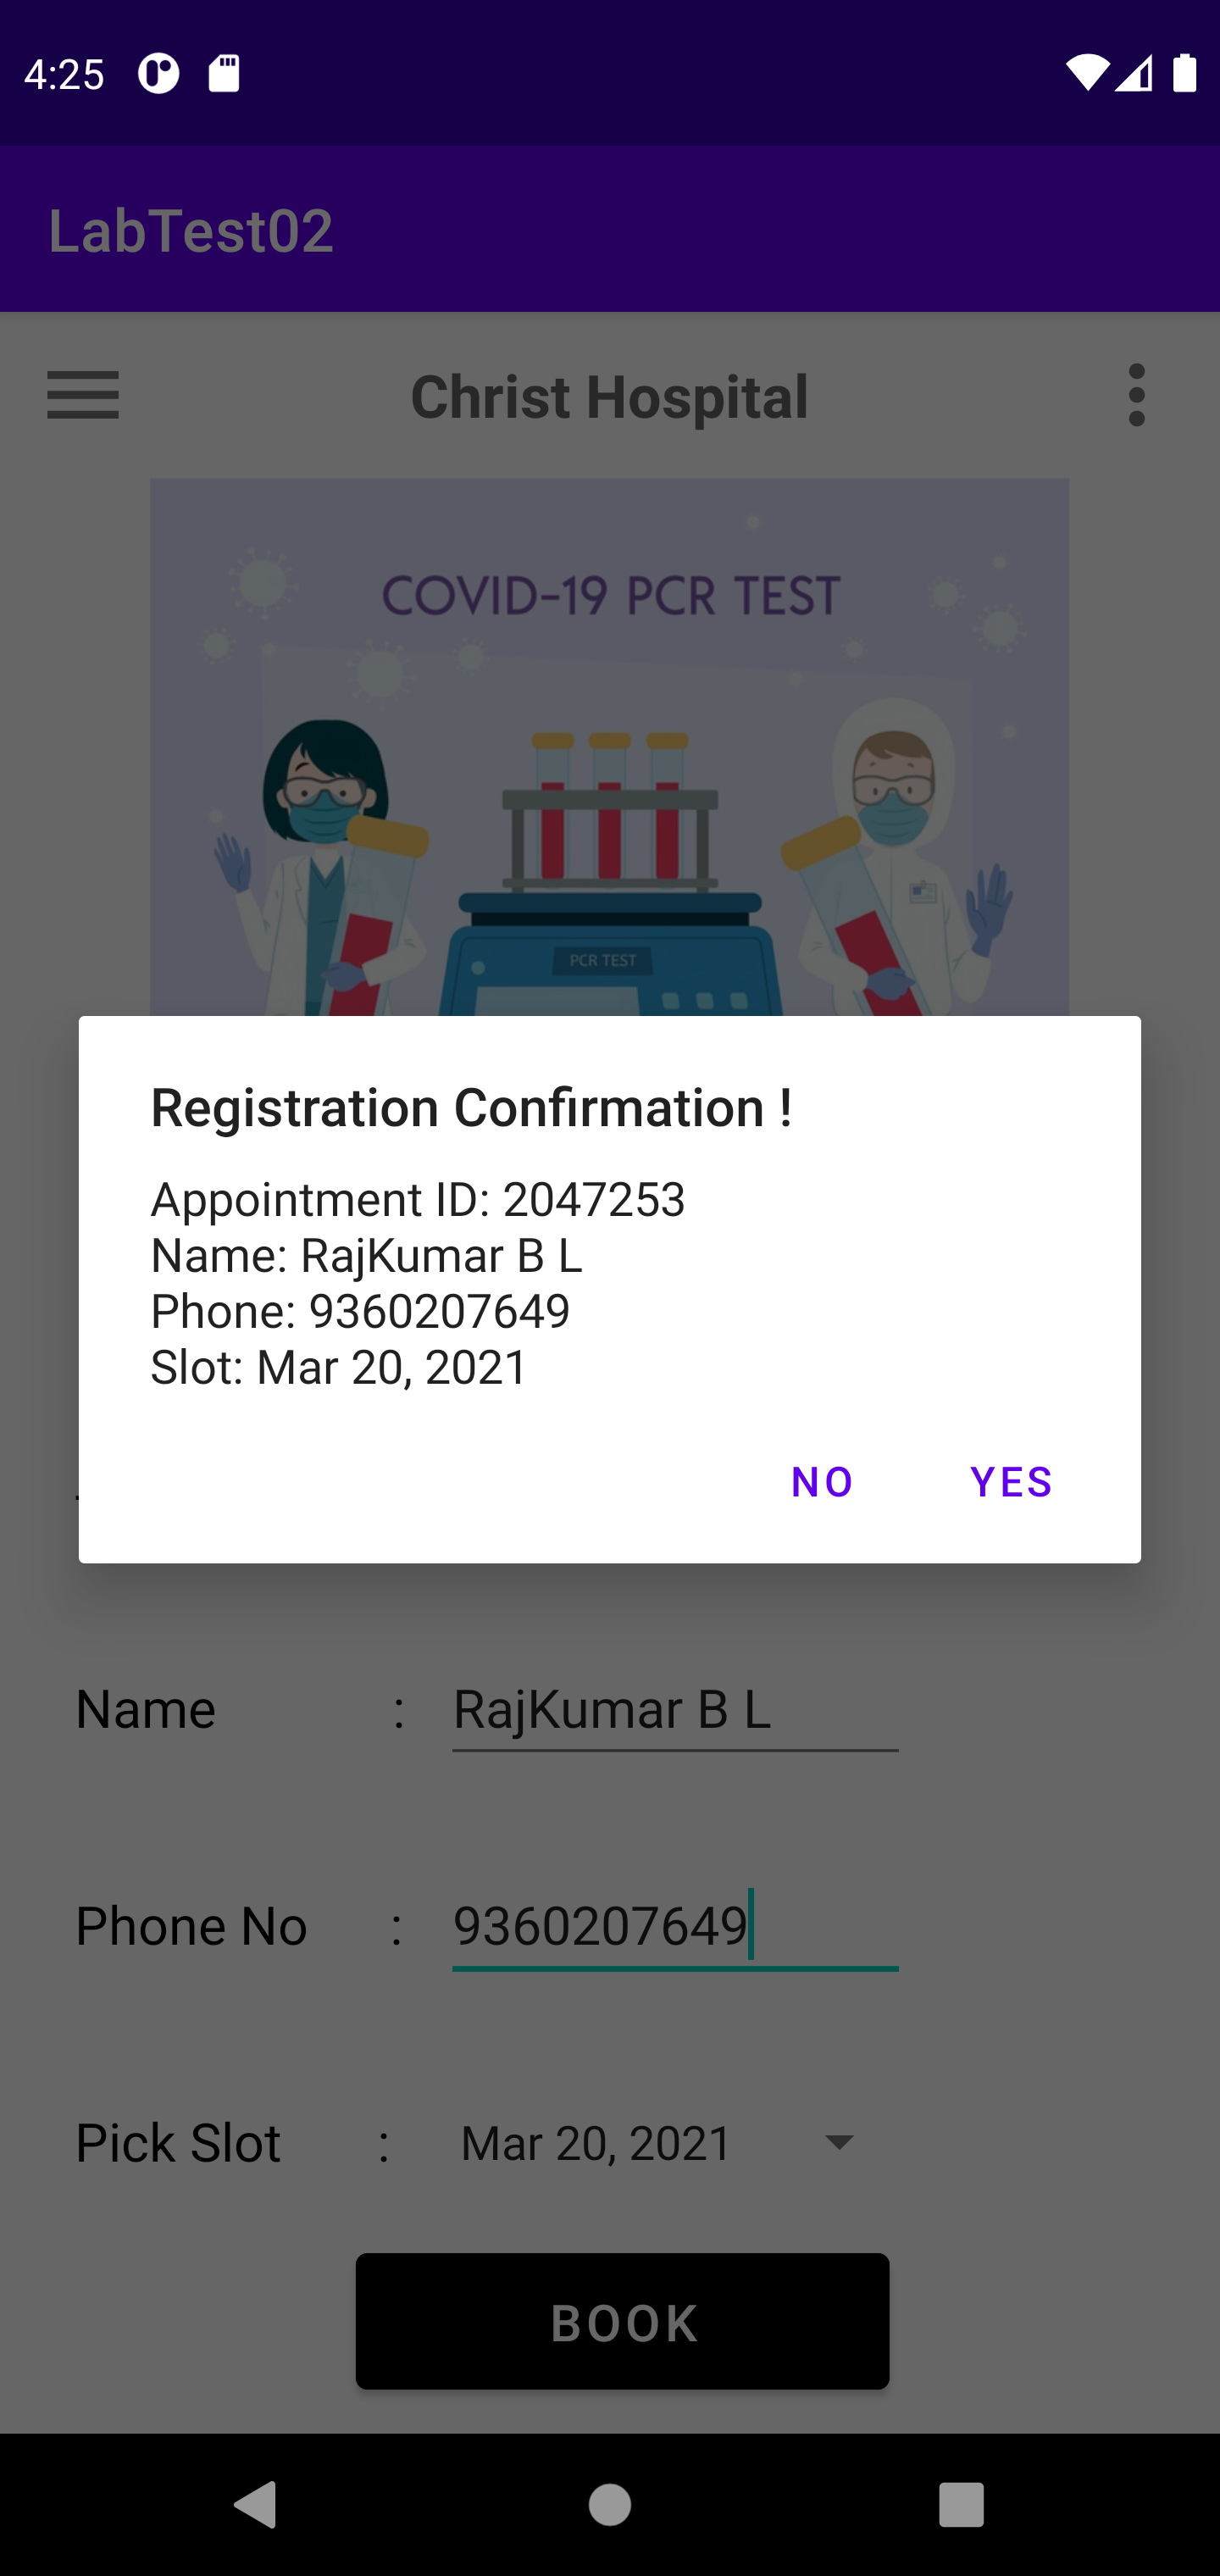 4:25
LabTest02
Christ Hospital
COVID-19 PCR TEST
PCR TEST
Registration Confirmation !
Appointment ID: 2047253
Name: RajKumar B L
Phone: 9360207649
Slot: Mar 20, 2021
NO YES
Name : RajKumar B L
Phone No : 9360207649
Pick Slot : Mar 20, 2021
BOOK